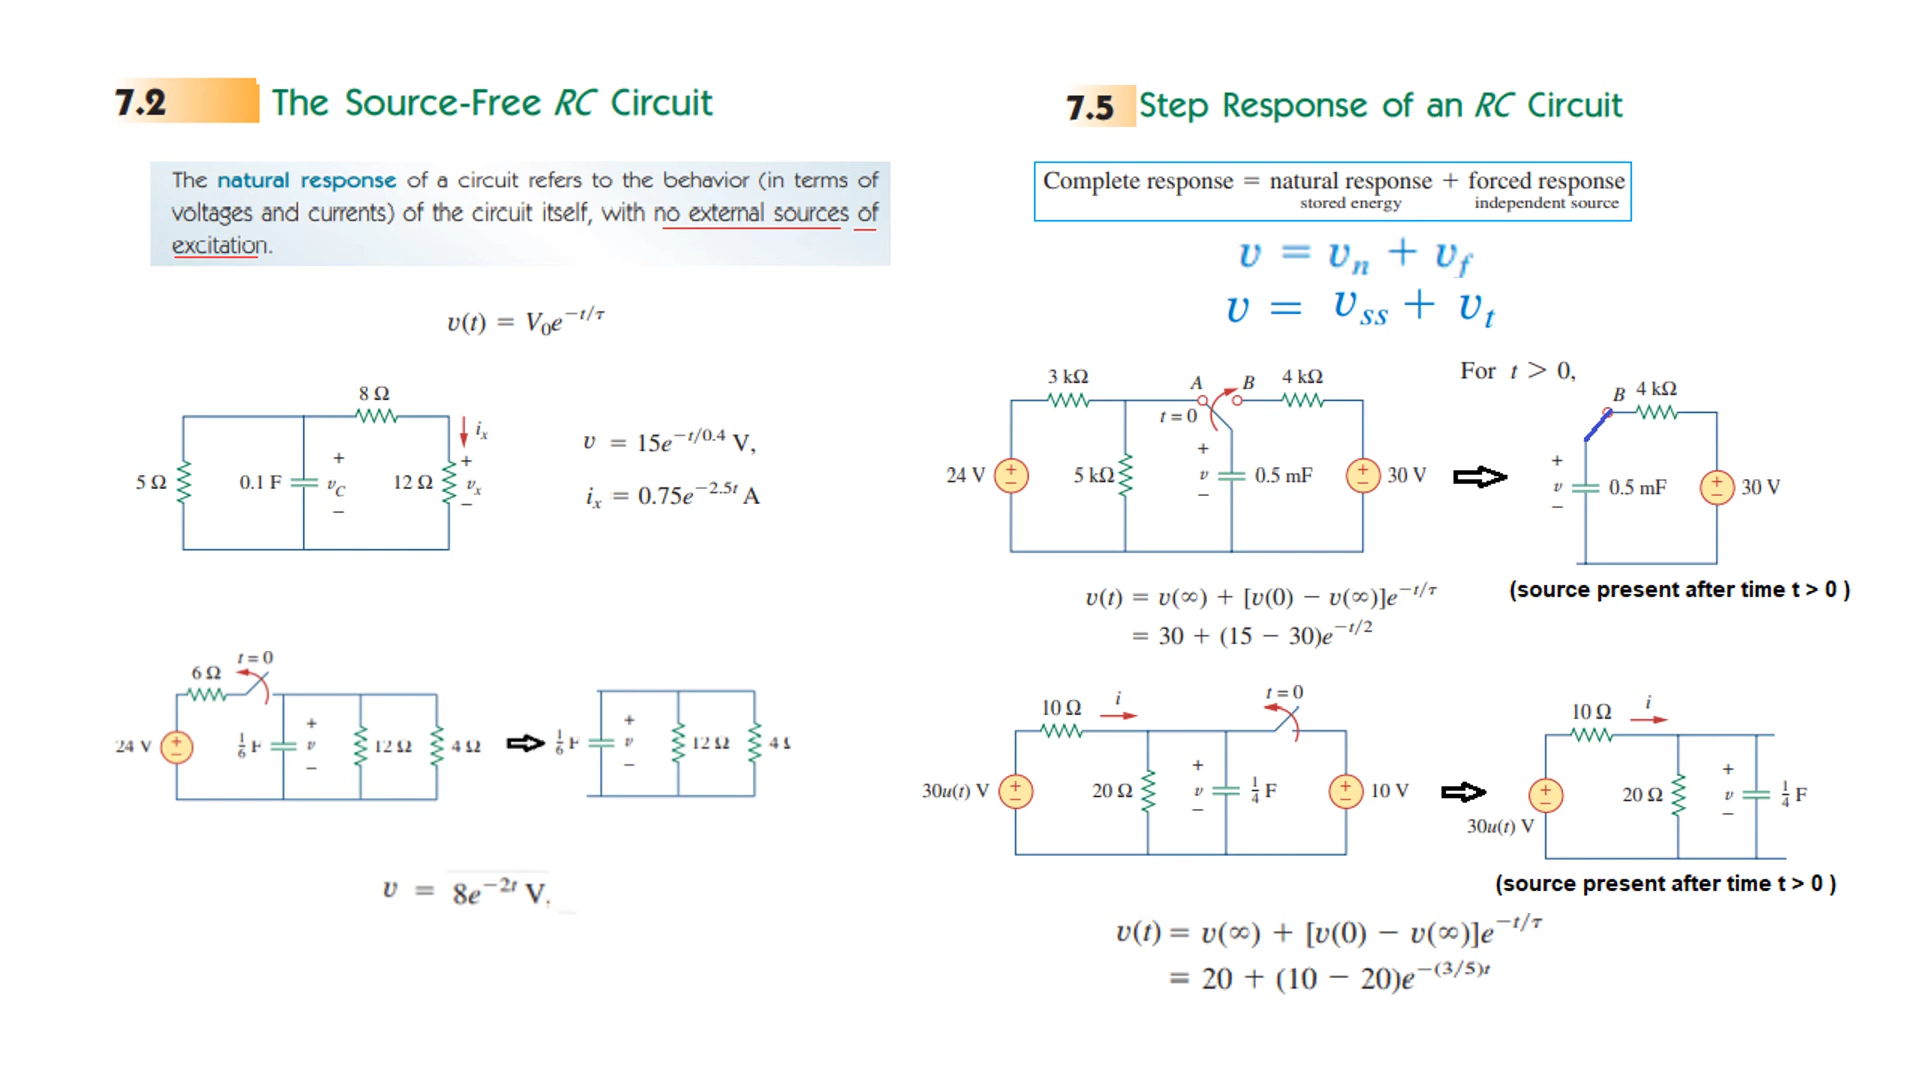 7.2 The Source-Free RC Circuit
The natural response of a circuit refers to the behavior (in terms of
voltages and currents) of the circuit itself, with no external sources of
excitation.
v(t) = V₀e^{−t/τ}
8 Ω
i_x
5 Ω
0.1 F
+
v_C
−
12 Ω
+
v_x
−
v = 15e^{−t/0.4} V,
i_x = 0.75e^{−2.5t} A
t = 0
6 Ω
24 V
+
−
1/6 F
+
v
−
12 Ω
4 Ω
1/6 F
+
v
−
12 Ω
4
v = 8e^{−2t} V.
7.5 Step Response of an RC Circuit
Complete response = natural response + forced response
stored energy independent source
v = v_n + v_f
v = v_ss + v_t
3 kΩ
A
B
4 kΩ
t = 0
24 V
+
−
5 kΩ
+
v
−
0.5 mF
+
−
30 V
For t > 0,
B 4 kΩ
+
v
−
0.5 mF
+
−
30 V
(source present after time t > 0 )
v(t) = v(∞) + [v(0) − v(∞)]e^{−t/τ}
= 30 + (15 − 30)e^{−t/2}
10 Ω
i
t = 0
30u(t) V
+
−
20 Ω
+
v
−
1/4 F
+
−
10 V
10 Ω
i
+
−
30u(t) V
20 Ω
+
v
−
1/4 F
(source present after time t > 0 )
v(t) = v(∞) + [v(0) − v(∞)]e^{−t/τ}
= 20 + (10 − 20)e^{−(3/5)t}